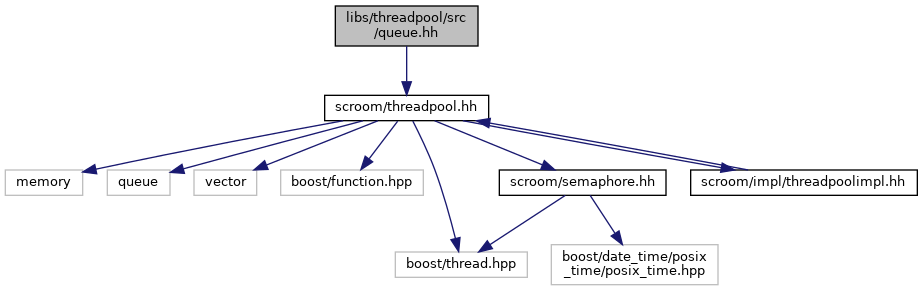 libs/threadpool/src
/queue.hh
scroom/threadpool.hh
memory
queue
vector
boost/function.hpp
scroom/semaphore.hh
scroom/impl/threadpoolimpl.hh
boost/thread.hpp
boost/date_time/posix
_time/posix_time.hpp